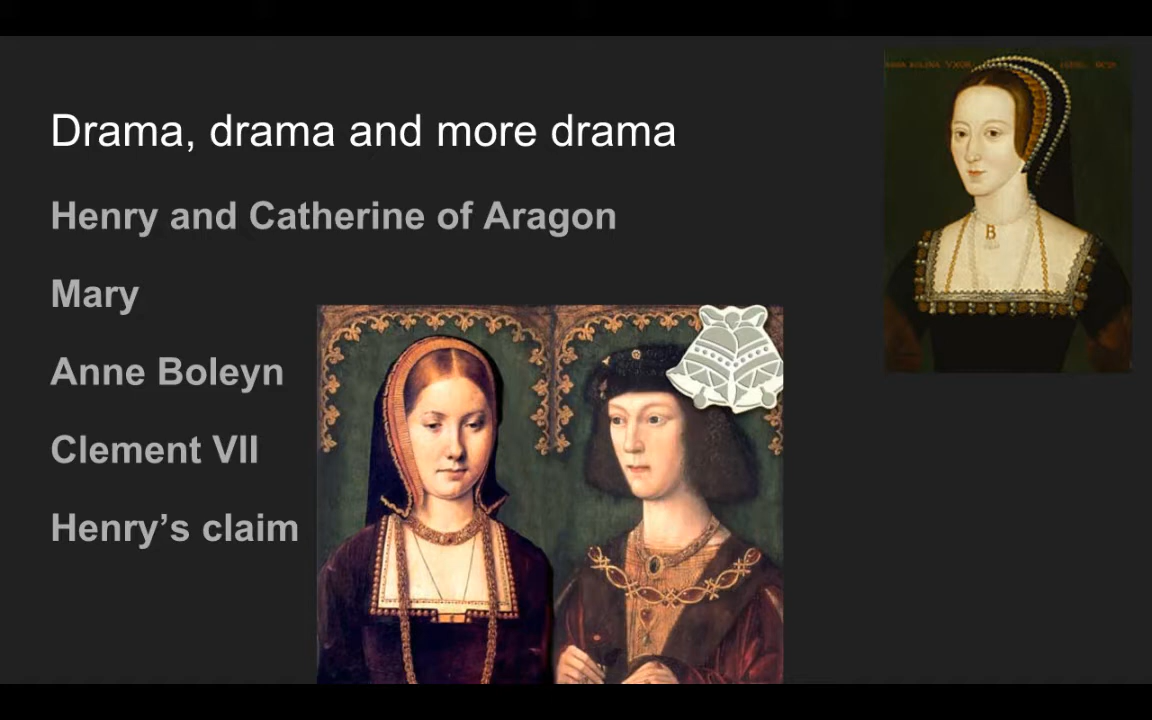 Drama, drama and more drama
Henry and Catherine of Aragon
Mary
Anne Boleyn
Clement VII
Henry’s claim
B